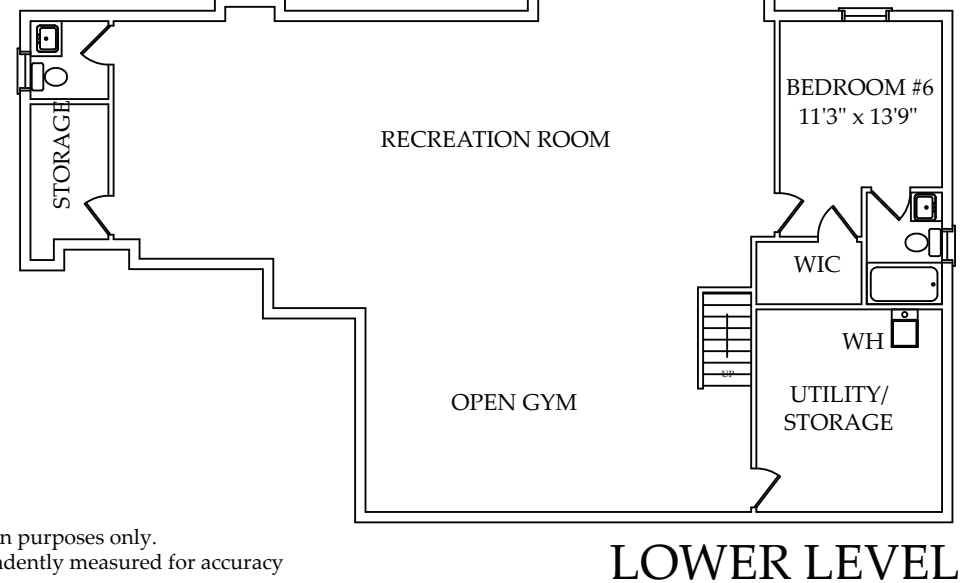 BEDROOM #6
11'3" x 13'9"
RECREATION ROOM
STORAGE
WIC
WH
UP
OPEN GYM
UTILITY/
STORAGE
n purposes only.
ndently measured for accuracy
LOWER LEVEL